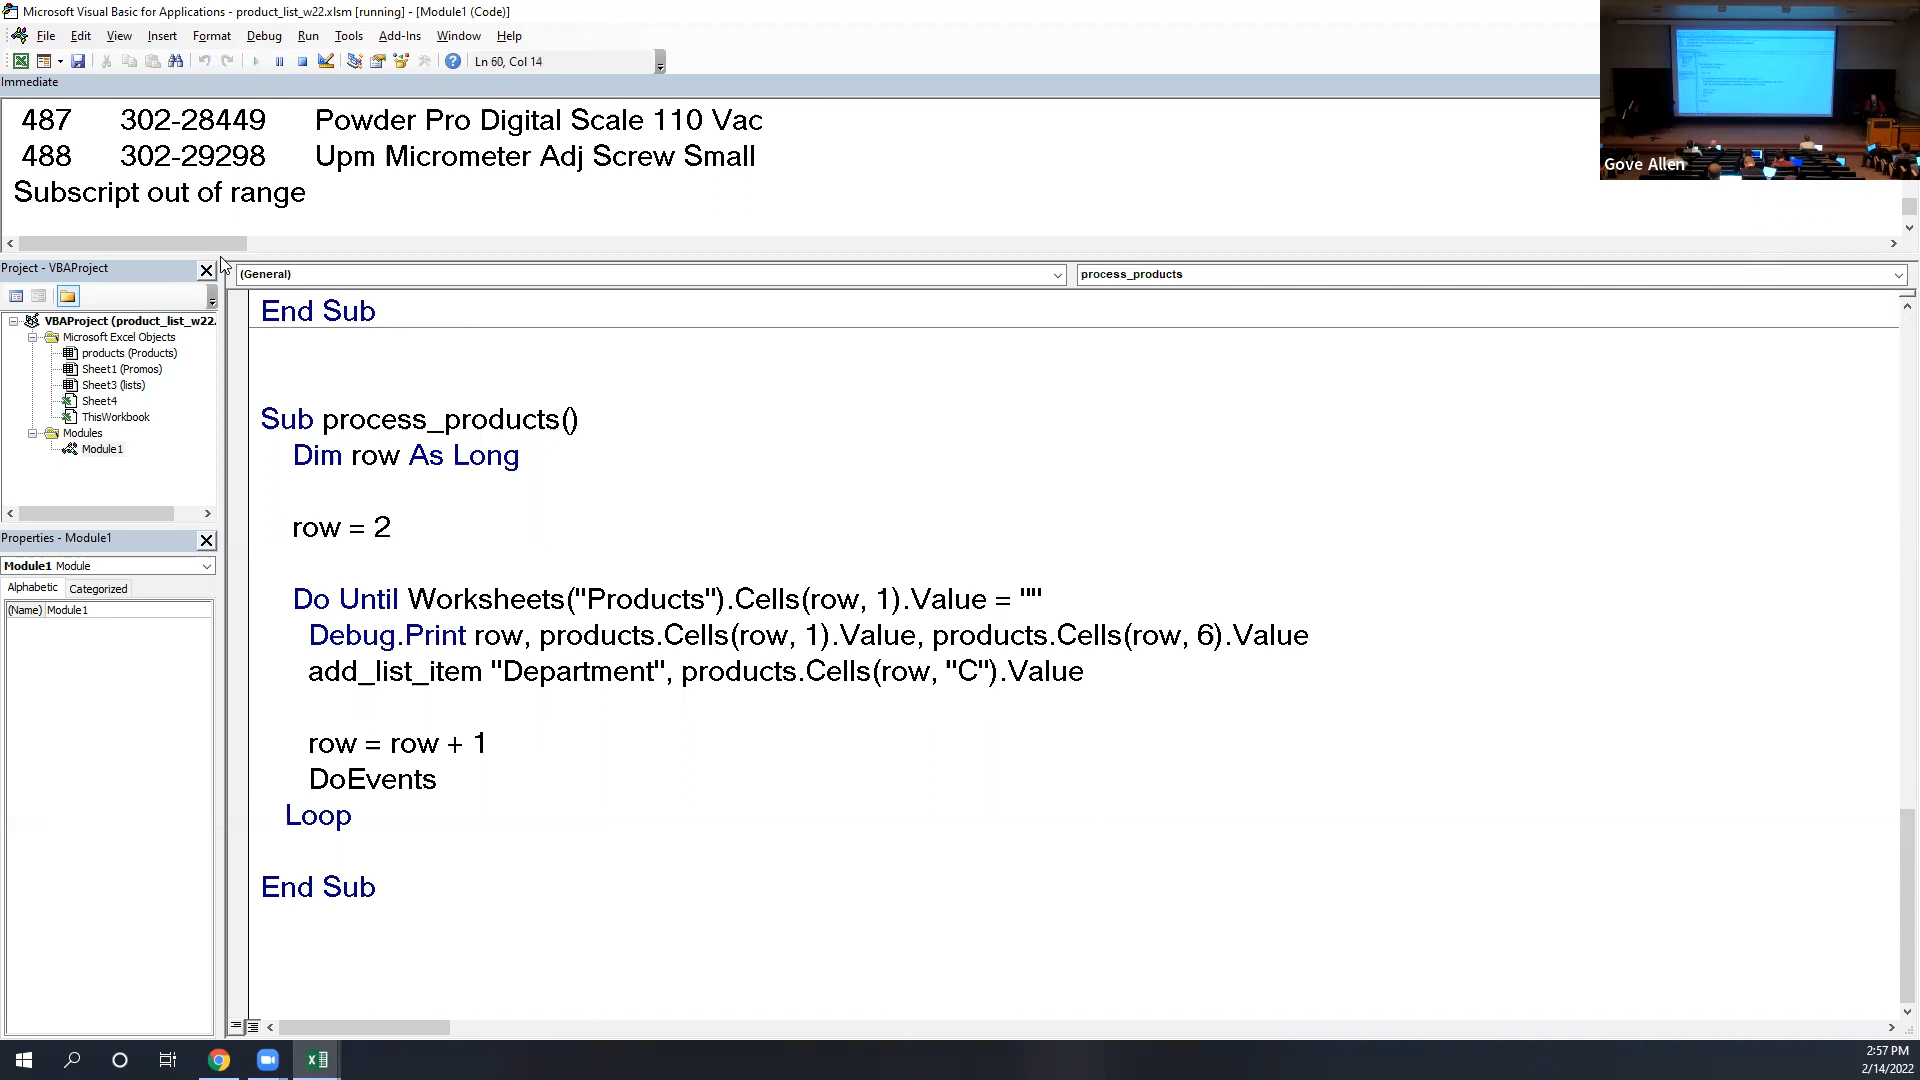 Microsoft Visual Basic for Applications - product_list_w22.xlsm [running] - [Module1 (Code)]
File Edit View Insert Format Debug Run Tools Add-Ins Window Help
Ln 60, Col 14
Immediate
487 302-28449 Powder Pro Digital Scale 110 Vac
488 302-29298 Upm Micrometer Adj Screw Small
Subscript out of range
Gove Allen
Project - VBAProject
(General) process_products
VBAProject (product_list_w22.
Microsoft Excel Objects
products (Products)
Sheet1 (Promos)
Sheet3 (lists)
Sheet4
ThisWorkbook
Modules
Module1
Properties - Module1
Module1 Module
Alphabetic Categorized
(Name) Module1
End Sub
Sub process_products()
Dim row As Long
row = 2
Do Until Worksheets("Products").Cells(row, 1).Value = ""
Debug.Print row, products.Cells(row, 1).Value, products.Cells(row, 6).Value
add_list_item "Department", products.Cells(row, "C").Value
row = row + 1
DoEvents
Loop
End Sub
2:57 PM
2/14/2022